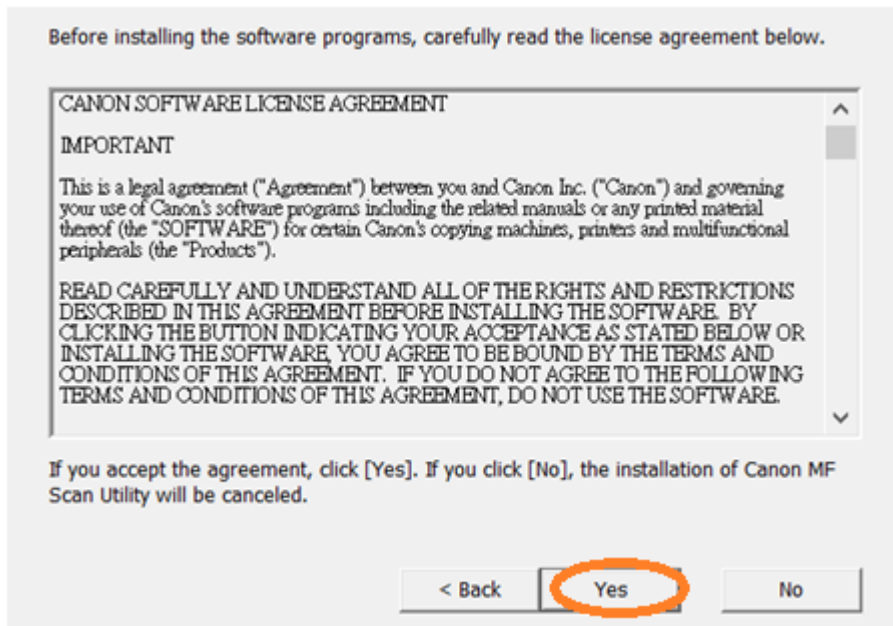 Before installing the software programs, carefully read the license agreement below.
CANON SOFTWARE LICENSE AGREEMENT
IMPORTANT
This is a legal agreement ("Agreement") between you and Canon Inc. ("Canon") and governing
your use of Canon's software programs including the related manuals or any printed material
thereof (the "SOFTWARE") for certain Canon's copying machines, printers and multifunctional
peripherals (the "Products").
READ CAREFULLY AND UNDERSTAND ALL OF THE RIGHTS AND RESTRICTIONS
DESCRIBED IN THIS AGREEMENT BEFORE INSTALLING THE SOFTWARE. BY
CLICKING THE BUTTON INDICATING YOUR ACCEPTANCE AS STATED BELOW OR
INSTALLING THE SOFTWARE, YOU AGREE TO BE BOUND BY THE TERMS AND
CONDITIONS OF THIS AGREEMENT. IF YOU DO NOT AGREE TO THE FOLLOWING
TERMS AND CONDITIONS OF THIS AGREEMENT, DO NOT USE THE SOFTWARE.
If you accept the agreement, click [Yes]. If you click [No], the installation of Canon MF
Scan Utility will be canceled.
< Back Yes No